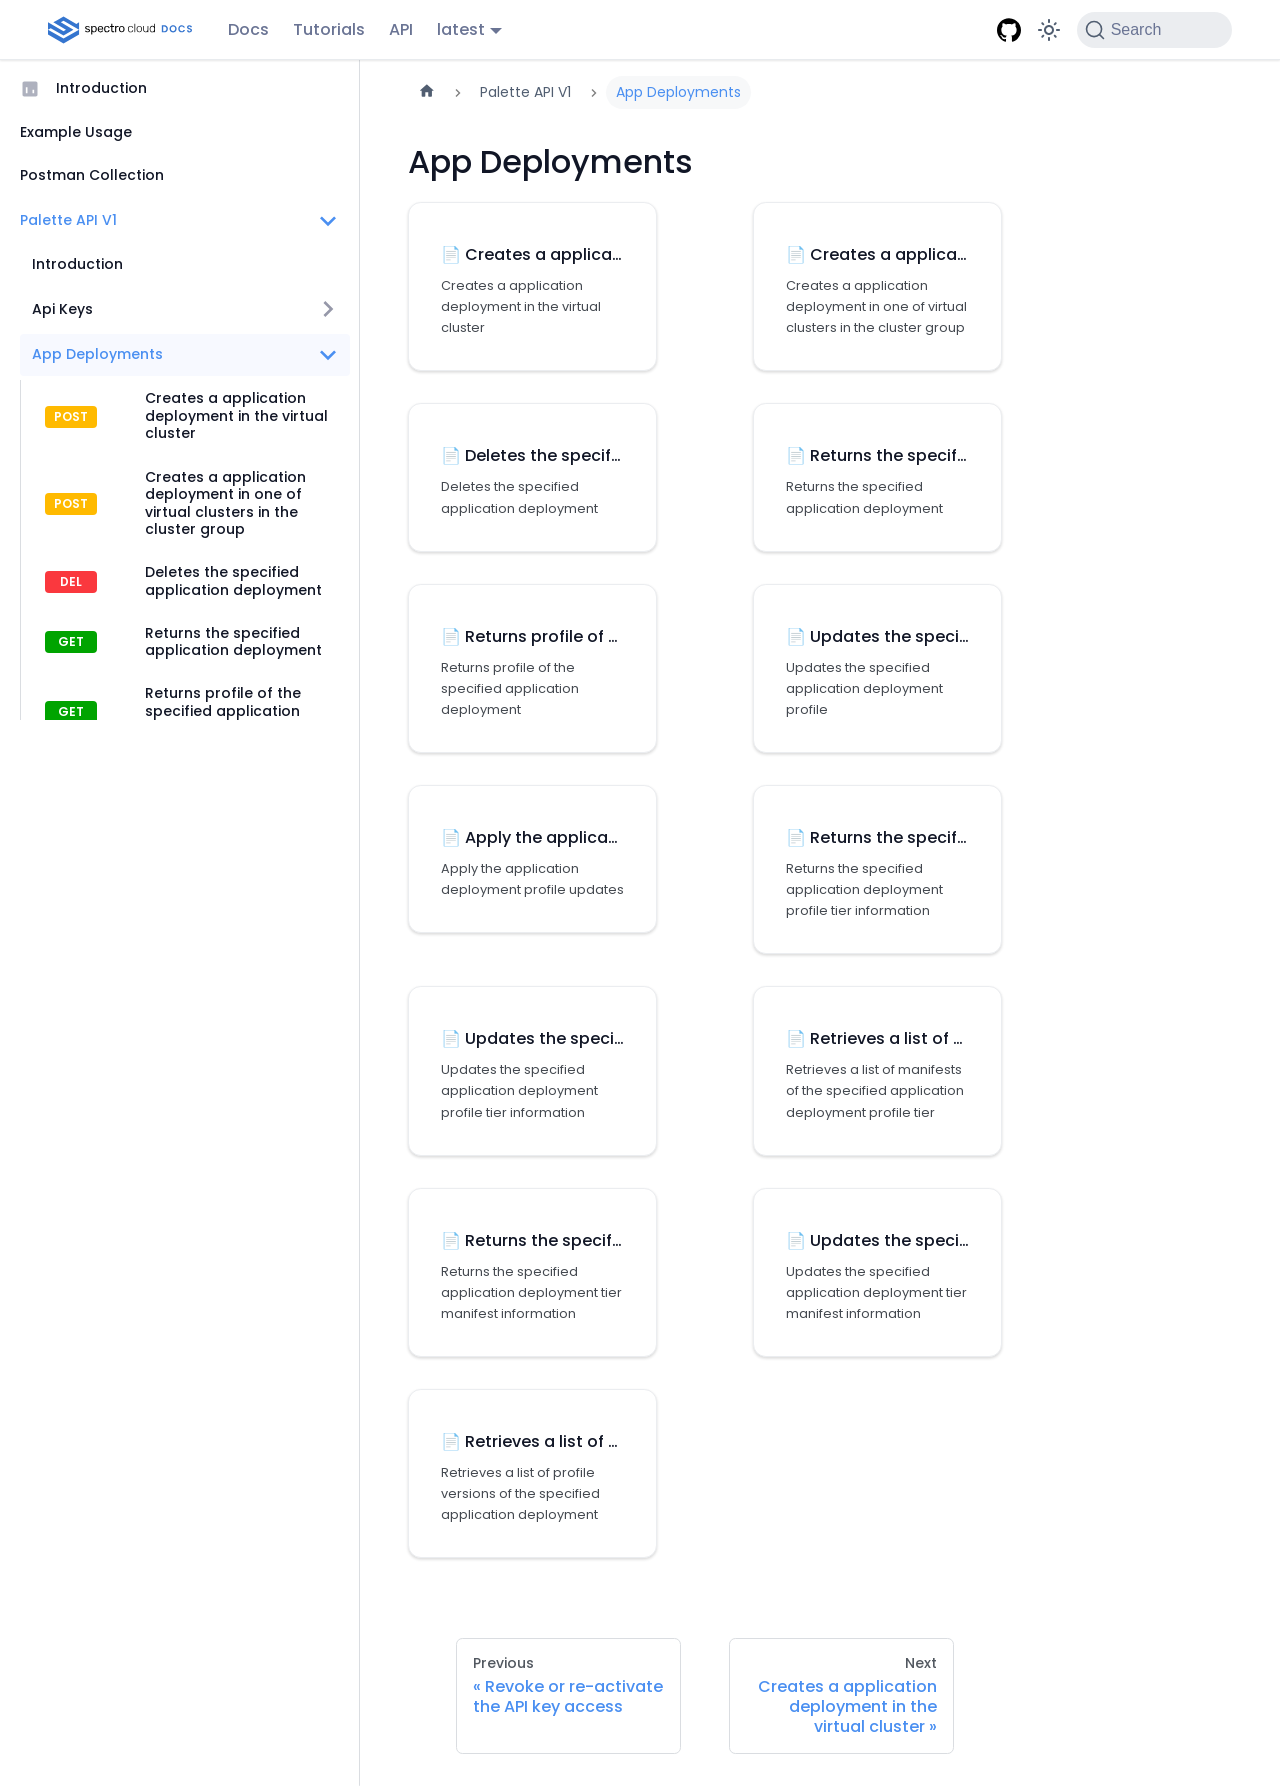 spectro cloud DOCS
Docs
Tutorials
API
latest
Search
Introduction
Example Usage
Postman Collection
Palette API V1
Introduction
Api Keys
App Deployments
POST
Creates a application
deployment in the virtual
cluster
POST
Creates a application
deployment in one of
virtual clusters in the
cluster group
DEL
Deletes the specified
application deployment
GET
Returns the specified
application deployment
GET
Returns profile of the
specified application
Palette API V1
App Deployments
App Deployments
Creates a applica...
Creates a application
deployment in the virtual
cluster
Creates a applica...
Creates a application
deployment in one of virtual
clusters in the cluster group
Deletes the specif...
Deletes the specified
application deployment
Returns the specif...
Returns the specified
application deployment
Returns profile of ...
Returns profile of the
specified application
deployment
Updates the speci...
Updates the specified
application deployment
profile
Apply the applica...
Apply the application
deployment profile updates
Returns the specif...
Returns the specified
application deployment
profile tier information
Updates the speci...
Updates the specified
application deployment
profile tier information
Retrieves a list of ...
Retrieves a list of manifests
of the specified application
deployment profile tier
Returns the specif...
Returns the specified
application deployment tier
manifest information
Updates the speci...
Updates the specified
application deployment tier
manifest information
Retrieves a list of ...
Retrieves a list of profile
versions of the specified
application deployment
Previous
« Revoke or re-activate
the API key access
Next
Creates a application
deployment in the
virtual cluster »